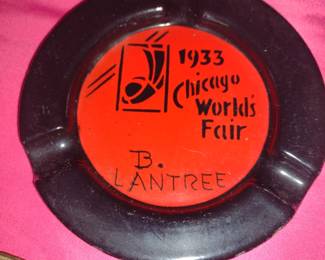 1933
Chicago
World's
Fair
B.
LANTREE